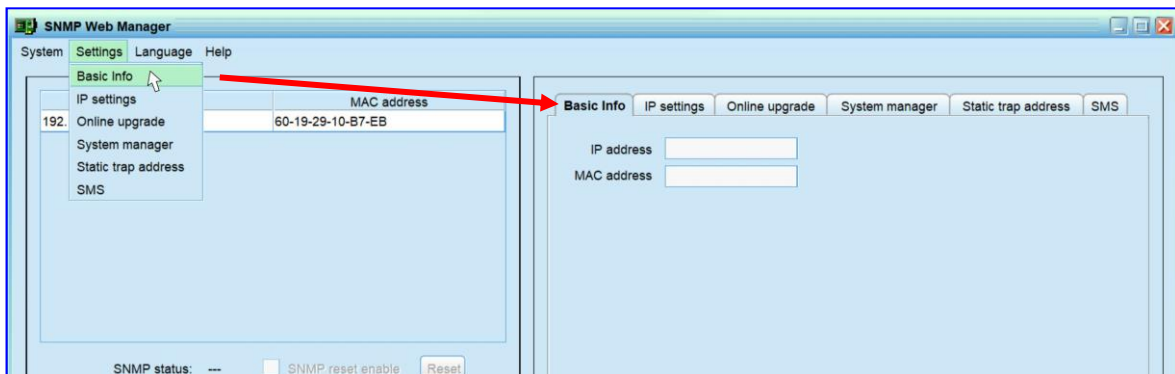 SNMP Web Manager
System Settings Language Help
Basic Info
IP settings
Online upgrade
System manager
Static trap address
SMS
MAC address
192. 60-19-29-10-B7-EB
SNMP status: --- SNMP reset enable Reset
Basic Info IP settings Online upgrade System manager Static trap address SMS
IP address
MAC address